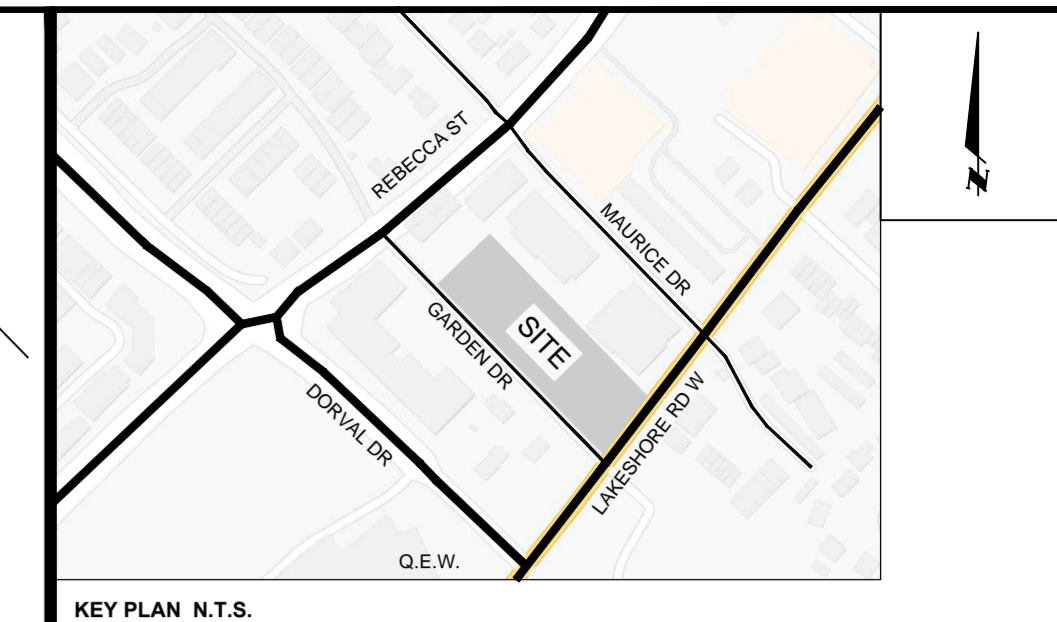 REBECCA ST
MAURICE DR
GARDEN DR
SITE
DORVAL DR
LAKESHORE RD W
Q.E.W.
KEY PLAN N.T.S.
N